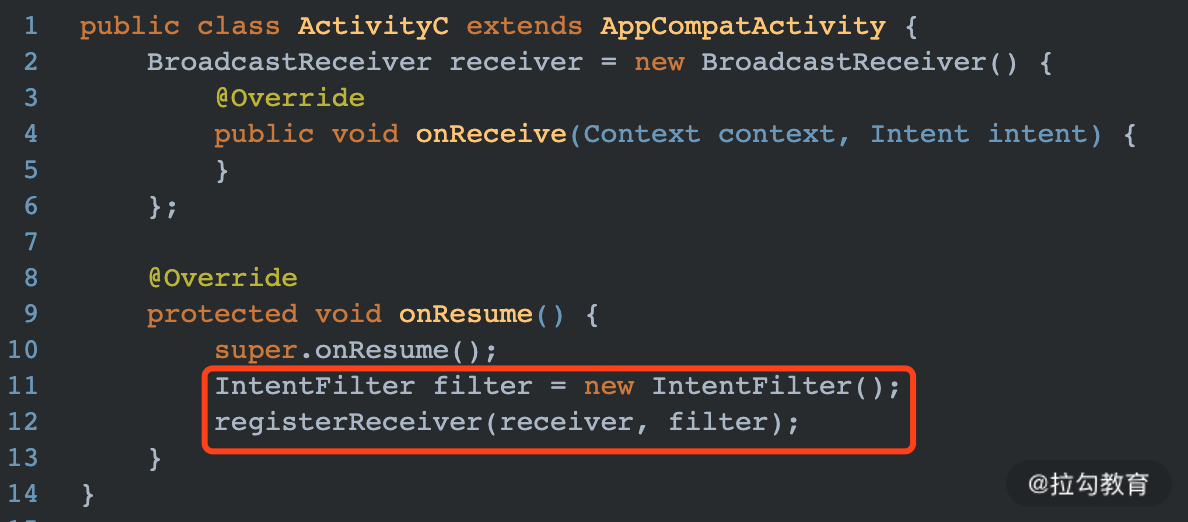 1 public class ActivityC extends AppCompatActivity {
2 BroadcastReceiver receiver = new BroadcastReceiver() {
3 @Override
4 public void onReceive(Context context, Intent intent) {
5 }
6 };
7
8 @Override
9 protected void onResume() {
10 super.onResume();
11 IntentFilter filter = new IntentFilter();
12 registerReceiver(receiver, filter);
13 }
14 }
@拉勾教育